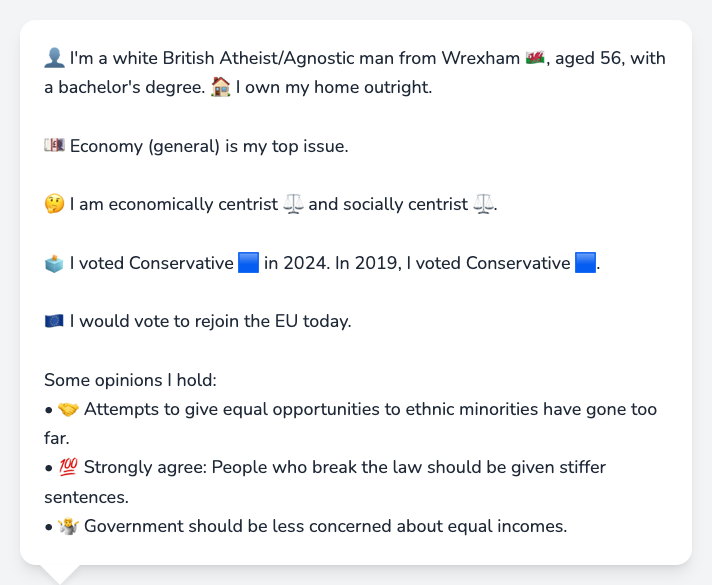 👤 I'm a white British Atheist/Agnostic man from Wrexham 🏴󠁧󠁢󠁷󠁬󠁳󠁿, aged 56, with
a bachelor's degree. 🏠 I own my home outright.
💷 Economy (general) is my top issue.
🤔 I am economically centrist ⚖️ and socially centrist ⚖️.
🗳️ I voted Conservative 🟦 in 2024. In 2019, I voted Conservative 🟦.
🇪🇺 I would vote to rejoin the EU today.
Some opinions I hold:
• 🤝 Attempts to give equal opportunities to ethnic minorities have gone too
far.
• 💯 Strongly agree: People who break the law should be given stiffer
sentences.
• 🤷 Government should be less concerned about equal incomes.